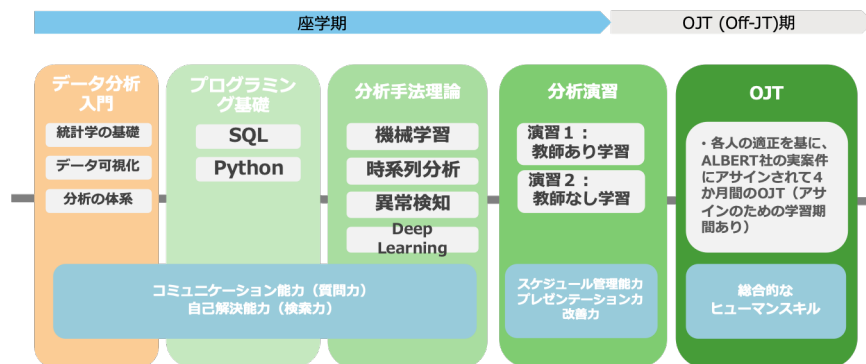 座学期
OJT (Off-JT)期
データ分析
入門
統計学の基礎
データ可視化
分析の体系
プログラミン
グ基礎
SQL
Python
分析手法理論
機械学習
時系列分析
異常検知
Deep
Learning
分析演習
演習１：
教師あり学習
演習２：
教師なし学習
OJT
・各人の適正を基に、
ALBERT社の実案件
にアサインされて４
か月間のOJT（アサ
インのための学習期
間あり）
コミュニケーション能力（質問力）
自己解決能力（検索力）
スケジュール管理能力
プレゼンテーション力
改善力
総合的な
ヒューマンスキル